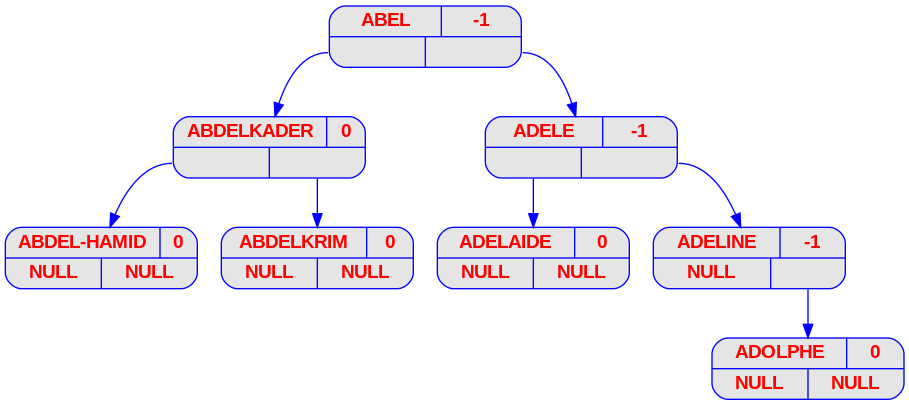 ABEL -1
ABDELKADER 0 ADELE -1
ABDEL-HAMID 0 ABDELKRIM 0 ADELAIDE 0 ADELINE -1
NULL NULL NULL NULL NULL NULL NULL
ADOLPHE 0
NULL NULL